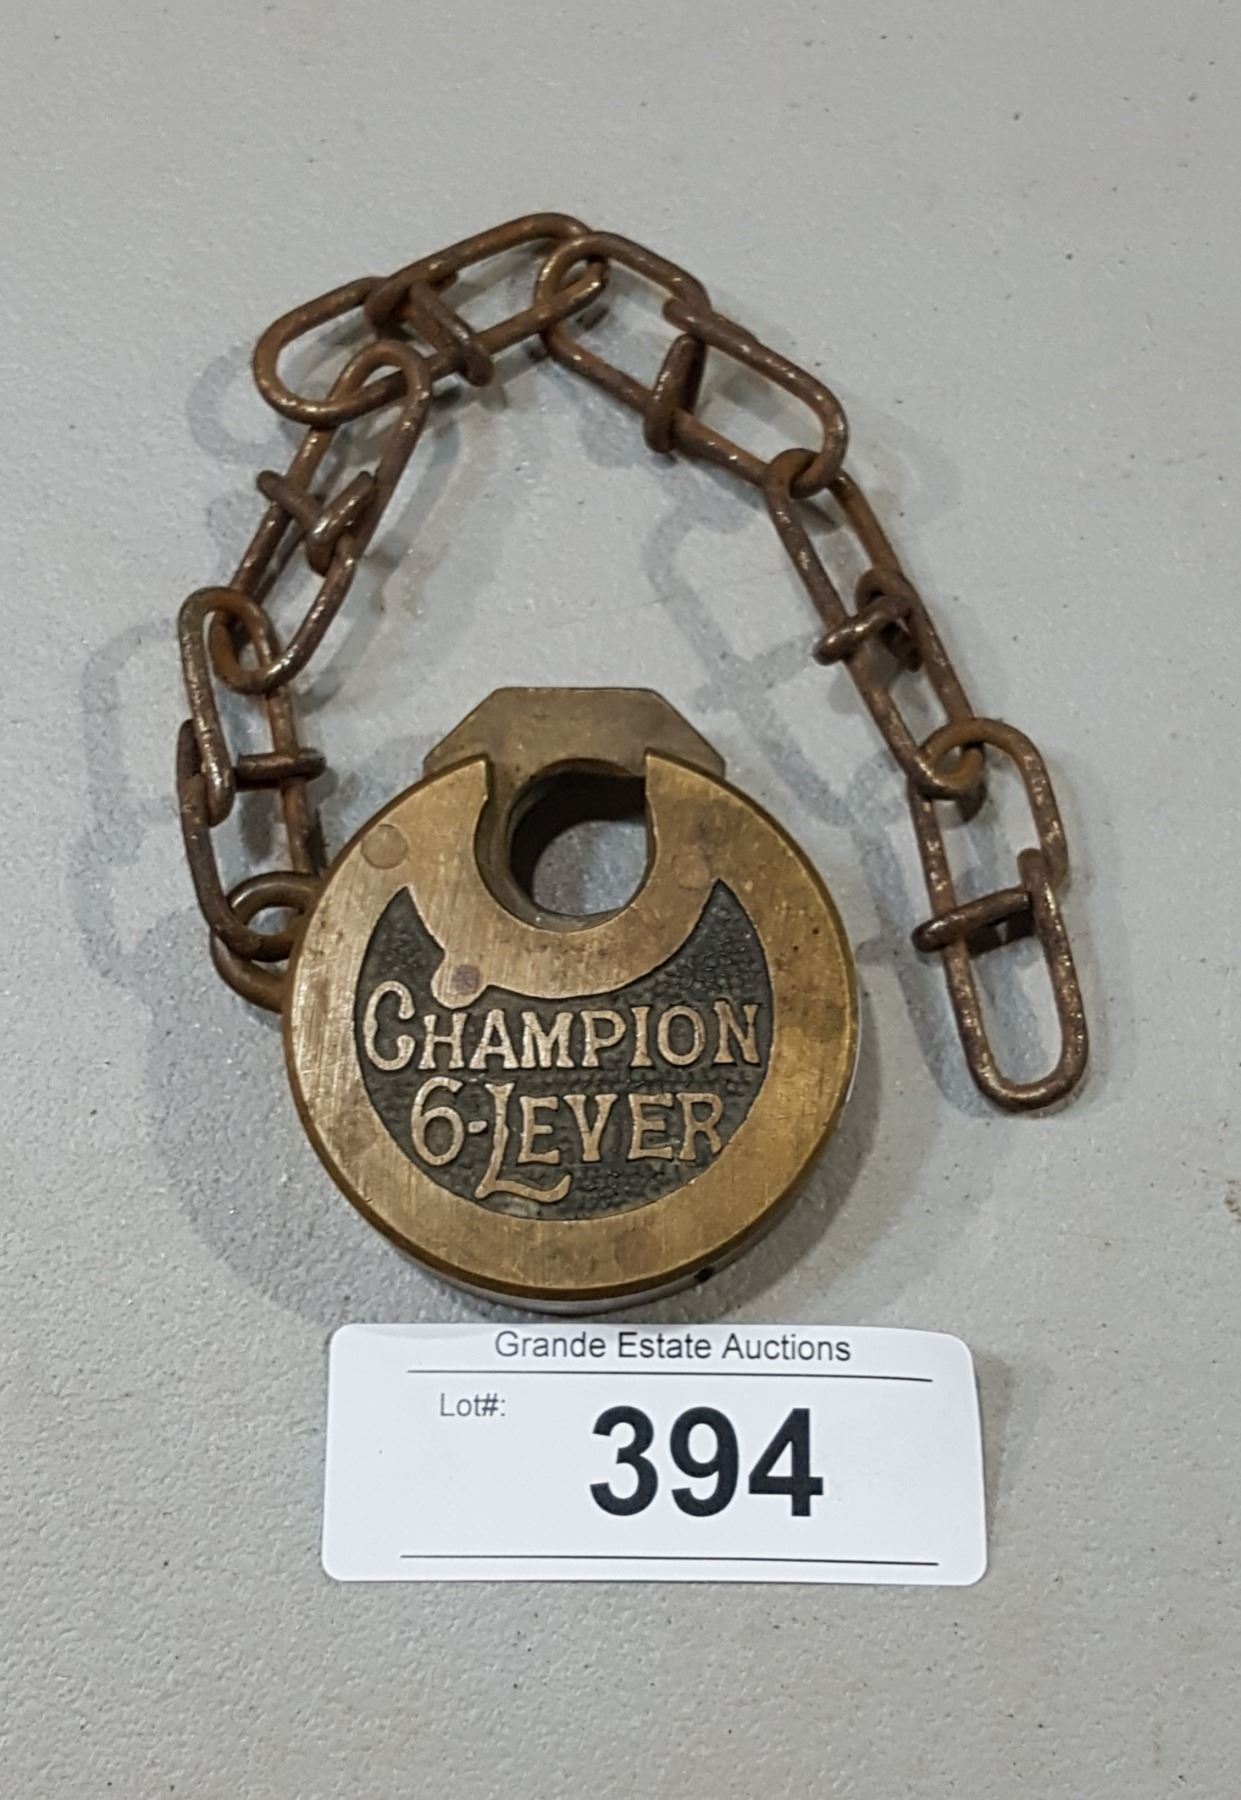 CHAMPION
6-LEVER
Grande Estate Auctions
Lot#:
394